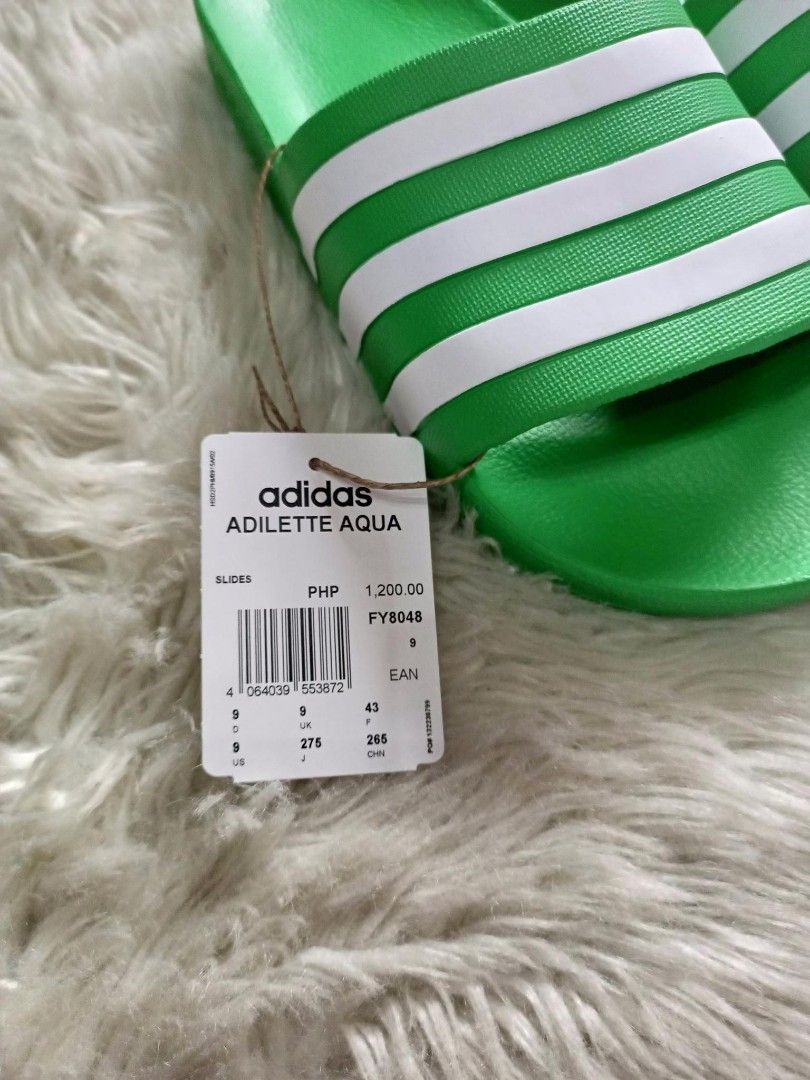 HSD2PHM8915AR02
adidas
ADILETTE AQUA
SLIDES
PHP 1,200.00
FY8048
9
EAN
4 064039 553872
9 9 43
D UK F
9 275 265
US J CHN